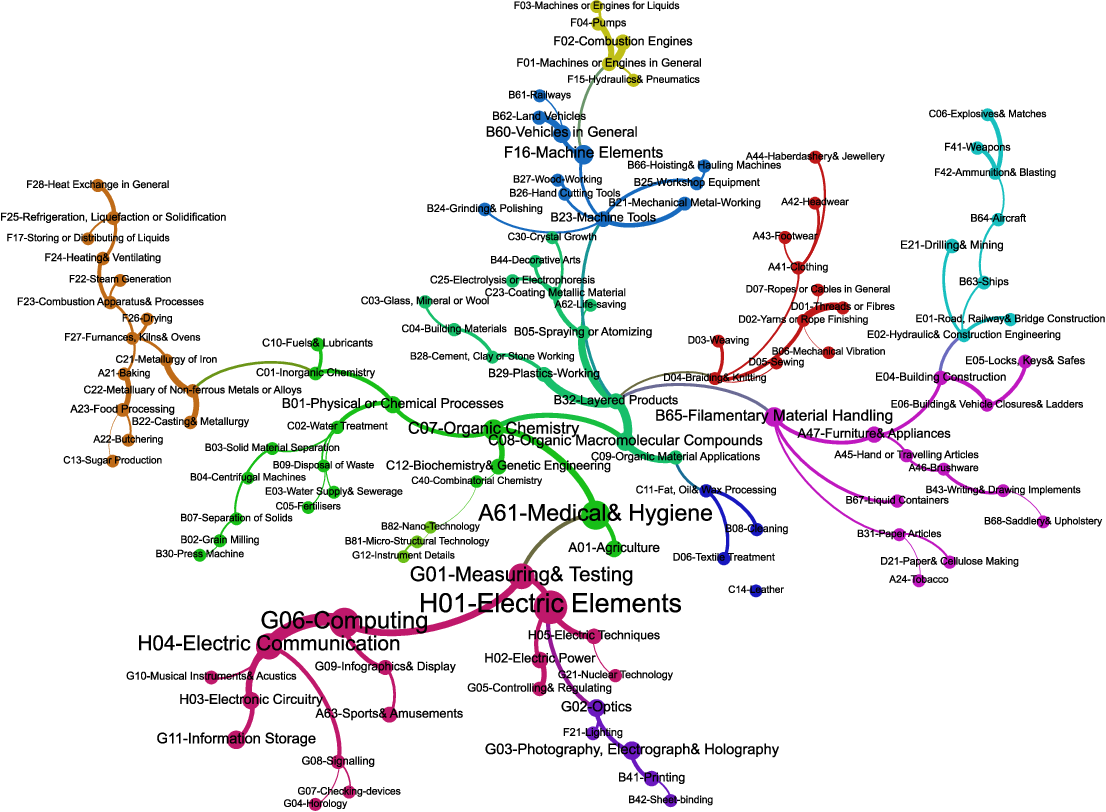 F03-Machines or Engines for Liquids
F04-Pumps
F02-Combustion Engines
F01-Machines or Engines in General
F15-Hydraulics& Pneumatics
B61-Railways
B62-Land Vehicles
B60-Vehicles in General
F16-Machine Elements
B66-Hoisting& Hauling Machines
B27-Wood-Working
B25-Workshop Equipment
B26-Hand Cutting Tools
B21-Mechanical Metal-Working
B24-Grinding& Polishing
B23-Machine Tools
C30-Crystal Growth
B44-Decorative Arts
C25-Electrolysis or Electrophoresis
C23-Coating Metallic Material
A62-Life-saving
C03-Glass, Mineral or Wool
C04-Building Materials
B05-Spraying or Atomizing
B28-Cement, Clay or Stone Working
B29-Plastics-Working
B32-Layered Products
A44-Haberdashery& Jewellery
A42-Headwear
A43-Footwear
A41-Clothing
D07-Ropes or Cables in General
D01-Threads or Fibres
D02-Yarns or Rope Finishing
D03-Weaving
B06-Mechanical Vibration
D05-Sewing
D04-Braiding& Knitting
C06-Explosives& Matches
F41-Weapons
F42-Ammunition& Blasting
B64-Aircraft
E21-Drilling& Mining
B63-Ships
E01-Road, Railway& Bridge Construction
E02-Hydraulic& Construction Engineering
E05-Locks, Keys& Safes
E04-Building Construction
E06-Building& Vehicle Closures& Ladders
B65-Filamentary Material Handling
A47-Furniture& Appliances
A45-Hand or Travelling Articles
A46-Brushware
B43-Writing& Drawing Implements
B67-Liquid Containers
B68-Saddlery& Upholstery
B31-Paper Articles
D21-Paper& Cellulose Making
A24-Tobacco
F28-Heat Exchange in General
F25-Refrigeration, Liquefaction or Solidification
F17-Storing or Distributing of Liquids
F24-Heating& Ventilating
F22-Steam Generation
F23-Combustion Apparatus& Processes
F26-Drying
F27-Furnances, Kilns& Ovens
C21-Metallurgy of Iron
A21-Baking
C22-Metalluary of Non-ferrous Metals or Alloys
A23-Food Processing
B22-Casting& Metallurgy
A22-Butchering
C13-Sugar Production
C10-Fuels& Lubricants
C01-Inorganic Chemistry
B01-Physical or Chemical Processes
C02-Water Treatment
B03-Solid Material Separation
B09-Disposal of Waste
B04-Centrifugal Machines
E03-Water Supply& Sewerage
C05-Fertilisers
B07-Separation of Solids
B02-Grain Milling
B30-Press Machine
C07-Organic Chemistry
C08-Organic Macromolecular Compounds
C09-Organic Material Applications
C12-Biochemistry& Genetic Engineering
C40-Combinatorial Chemistry
B82-Nano-Technology
B81-Micro-Structural Technology
G12-Instrument Details
C11-Fat, Oil& Wax Processing
B08-Cleaning
D06-Textile Treatment
C14-Leather
A61-Medical& Hygiene
A01-Agriculture
G01-Measuring& Testing
H01-Electric Elements
G06-Computing
H04-Electric Communication
H05-Electric Techniques
H02-Electric Power
G21-Nuclear Technology
G05-Controlling& Regulating
G09-Infographics& Display
G10-Musical Instruments& Acustics
H03-Electronic Circuitry
A63-Sports& Amusements
G11-Information Storage
G08-Signalling
G07-Checking-devices
G04-Horology
G02-Optics
F21-Lighting
G03-Photography, Electrograph& Holography
B41-Printing
B42-Sheet-binding